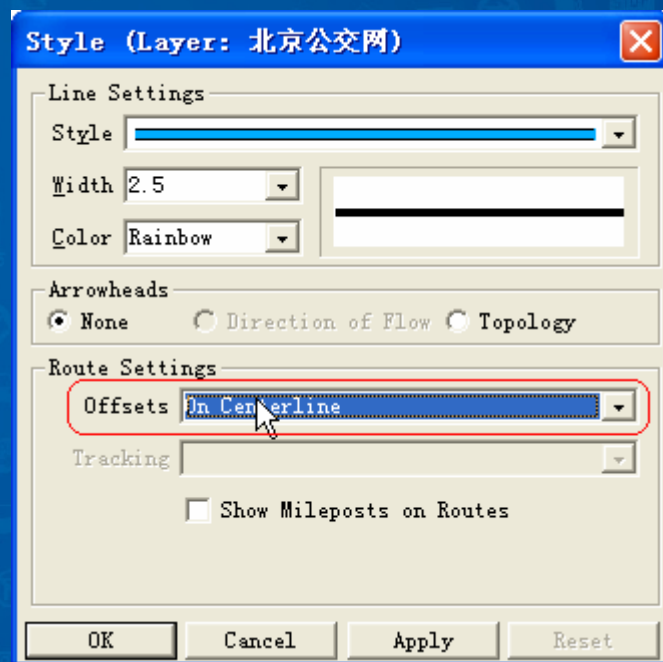 Style (Layer: 北京公交网)
Line Settings
Style
Width 2.5
Color Rainbow
Arrowheads
None Direction of Flow Topology
Route Settings
Offsets On Centerline
Tracking
Show Mileposts on Routes
OK Cancel Apply Reset